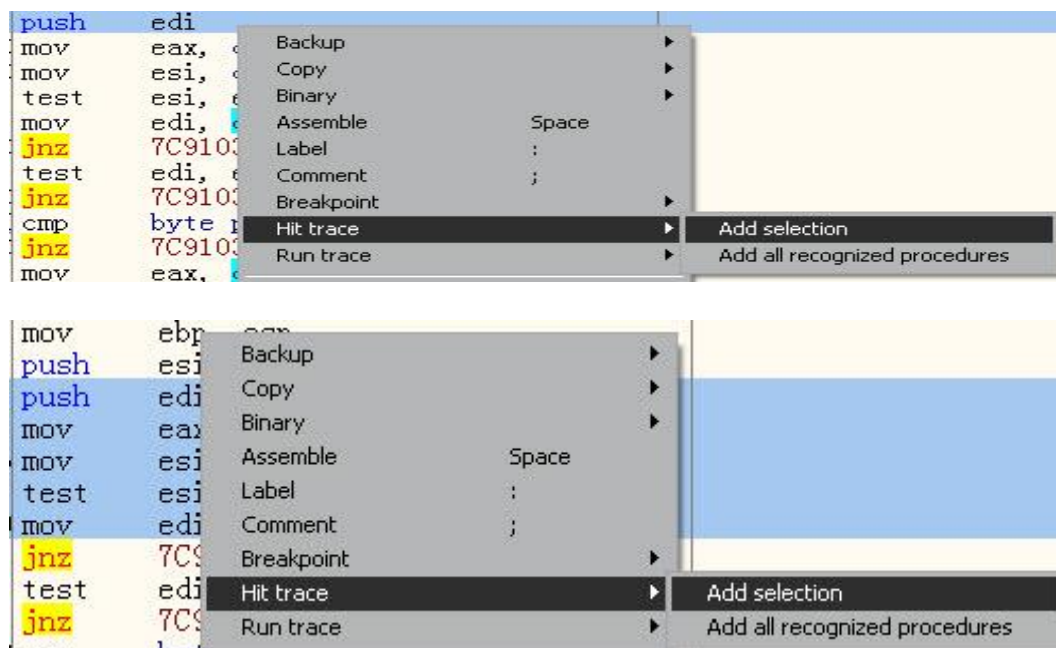 push edi
mov eax, Backup
mov esi, Copy
test esi, Binary
mov edi, Assemble Space
jnz 7C910 Label :
test edi, Comment ;
jnz 7C910 Breakpoint
cmp byte Hit trace Add selection
jnz 7C910 Run trace Add all recognized procedures
mov eax,
mov ebp
push esi Backup
push edi Copy
mov eax Binary
mov esi Assemble Space
test esi Label :
mov edi Comment ;
jnz 7C9 Breakpoint
test edi Hit trace Add selection
jnz 7C9 Run trace Add all recognized procedures